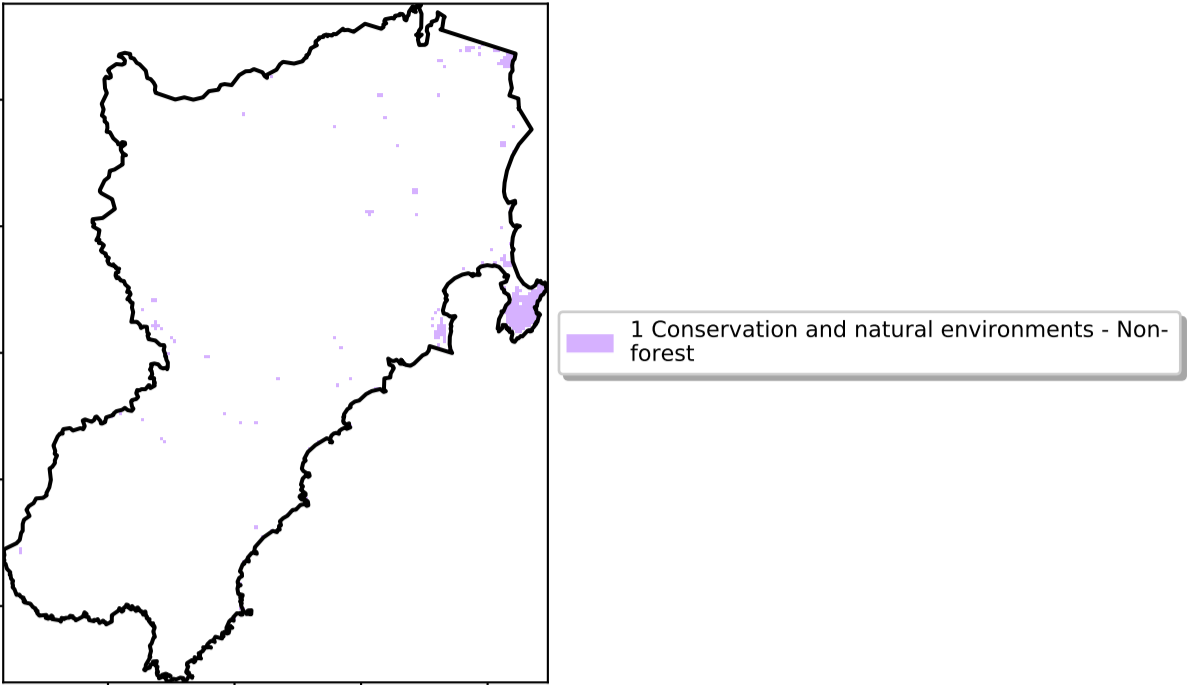 1 Conservation and natural environments - Non-
forest